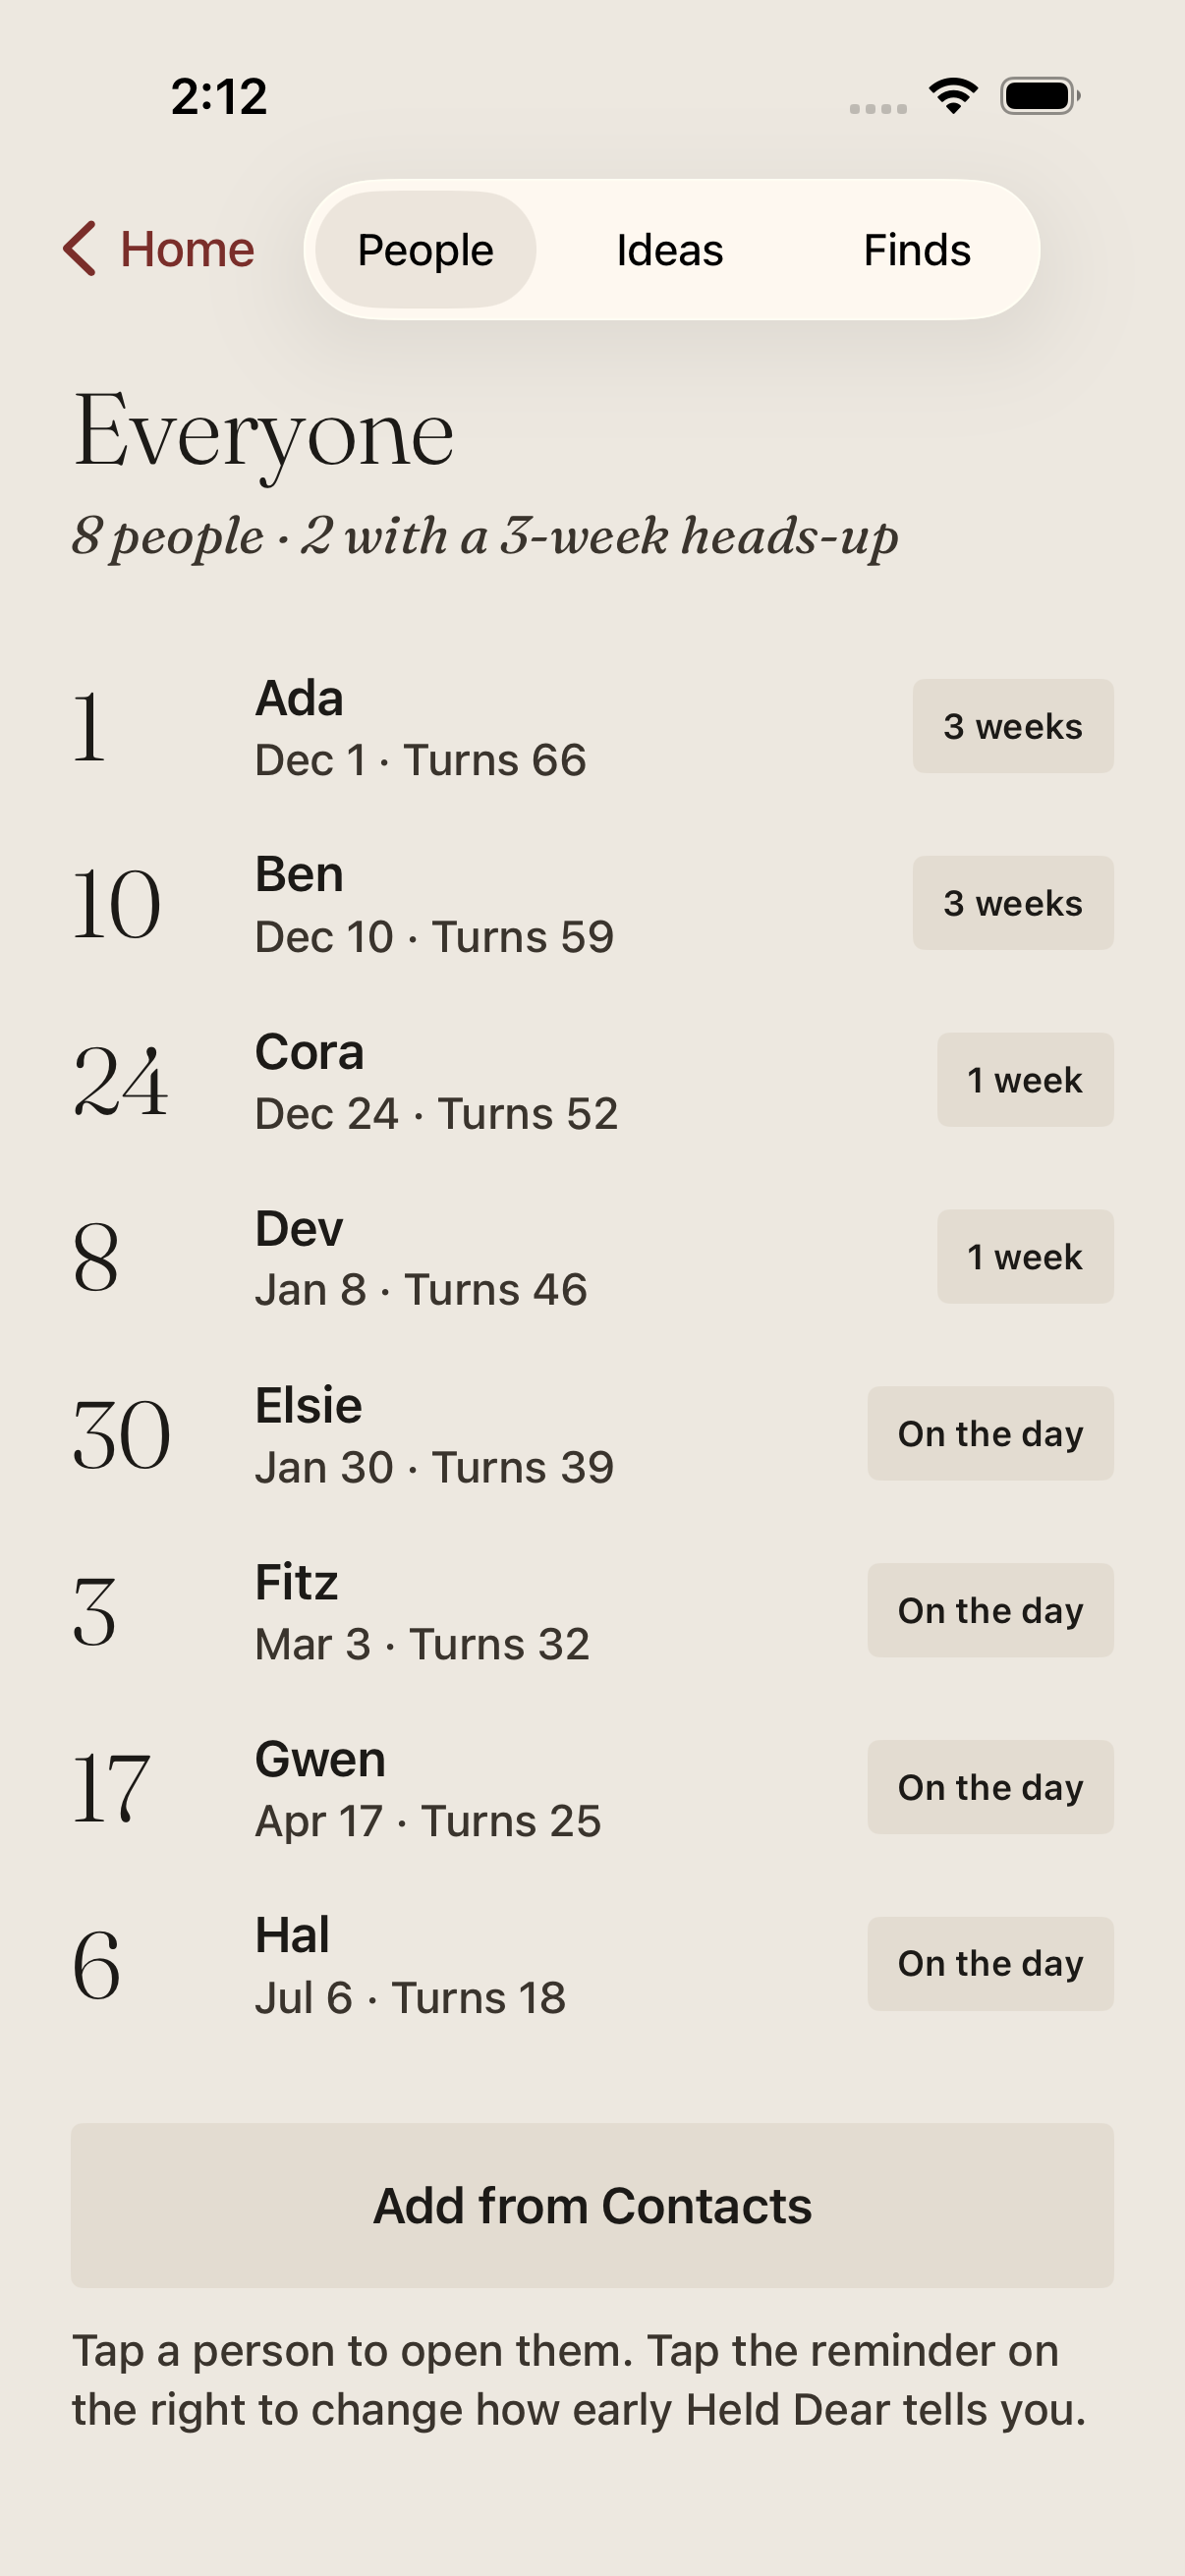 2:12
Home
People
Ideas
Finds
Everyone
8 people · 2 with a 3-week heads-up
1
Ada
Dec 1 · Turns 66
3 weeks
10
Ben
Dec 10 · Turns 59
3 weeks
24
Cora
Dec 24 · Turns 52
1 week
8
Dev
Jan 8 · Turns 46
1 week
30
Elsie
Jan 30 · Turns 39
On the day
3
Fitz
Mar 3 · Turns 32
On the day
17
Gwen
Apr 17 · Turns 25
On the day
6
Hal
Jul 6 · Turns 18
On the day
Add from Contacts
Tap a person to open them. Tap the reminder on
the right to change how early Held Dear tells you.